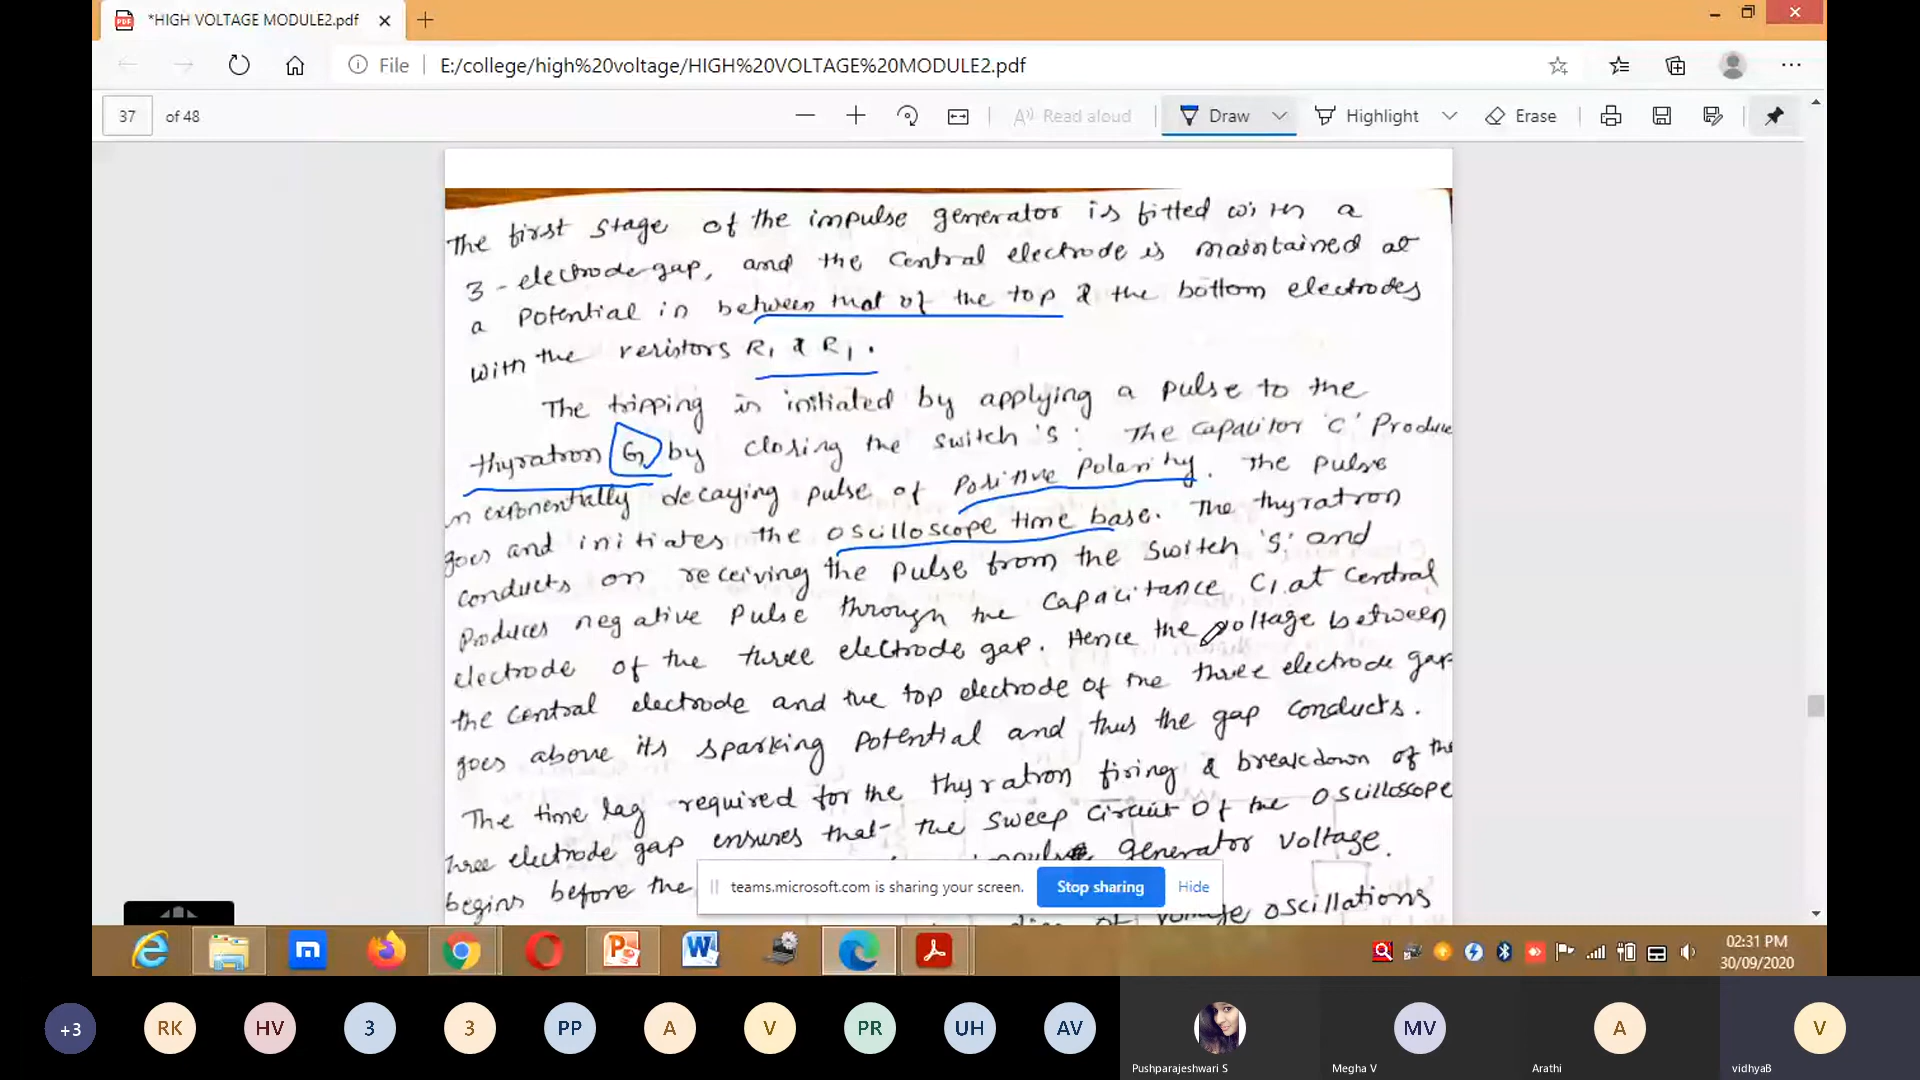 *HIGH VOLTAGE MODULE2.pdf
File E:/college/high%20voltage/HIGH%20VOLTAGE%20MODULE2.pdf
37 of 48 Read aloud Draw Highlight Erase
The first stage of the impulse generator is fitted with a
3-electrode gap, and the central electrode is maintained at
a potential in between that of the top & the bottom electrodes
with the resistors R1 & R1.
The tripping is initiated by applying a pulse to the
thyratron G by closing the switch 'S'. The capacitor 'C' Produce
an exponentially decaying pulse of positive polarity. The pulse
goes and initiates the oscilloscope time base. The thyratron
conducts on receiving the pulse from the switch 'S' and
produces negative pulse through the capacitance C1 at central
electrode of the three electrode gap. Hence the voltage between
the central electrode and the top electrode of the three electrode gap
goes above its sparking potential and thus the gap conducts.
The time lag required for the thyratron firing & breakdown of the
three electrode gap ensures that the sweep circuit of the oscilloscope
begins before the impulse generator voltage.
voltage oscillations
teams.microsoft.com is sharing your screen. Stop sharing Hide
02:31 PM
30/09/2020
+3 RK HV 3 3 PP A V PR UH AV MV A V
Pushparajeshwari S Megha V Arathi vidhyaB